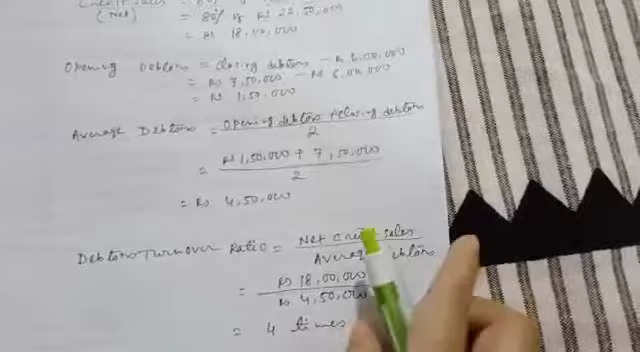 (Net) = 80% of Rs 22,50,000
= Rs 18,00,000
Opening Debtors = closing debtors - Rs 6,00,000
= Rs 7,50,000 - Rs 6,00,000
= Rs 1,50,000
Average Debtors = Opening debtors + closing debtors
2
= Rs 1,50,000 + 7,50,000
2
= Rs 4,50,000
Debtors Turnover Ratio = Net Credit Sales
Average Debtors
= Rs 18,00,000
Rs 4,50,000
= 4 times